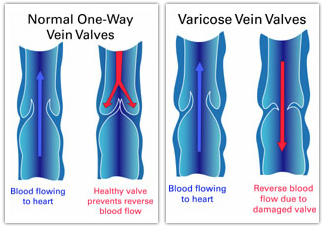 Normal One-Way
Vein Valves
Blood flowing
to heart
Healthy valve
prevents reverse
blood flow
Varicose Vein Valves
Blood flowing
to heart
Reverse blood
flow due to
damaged valve